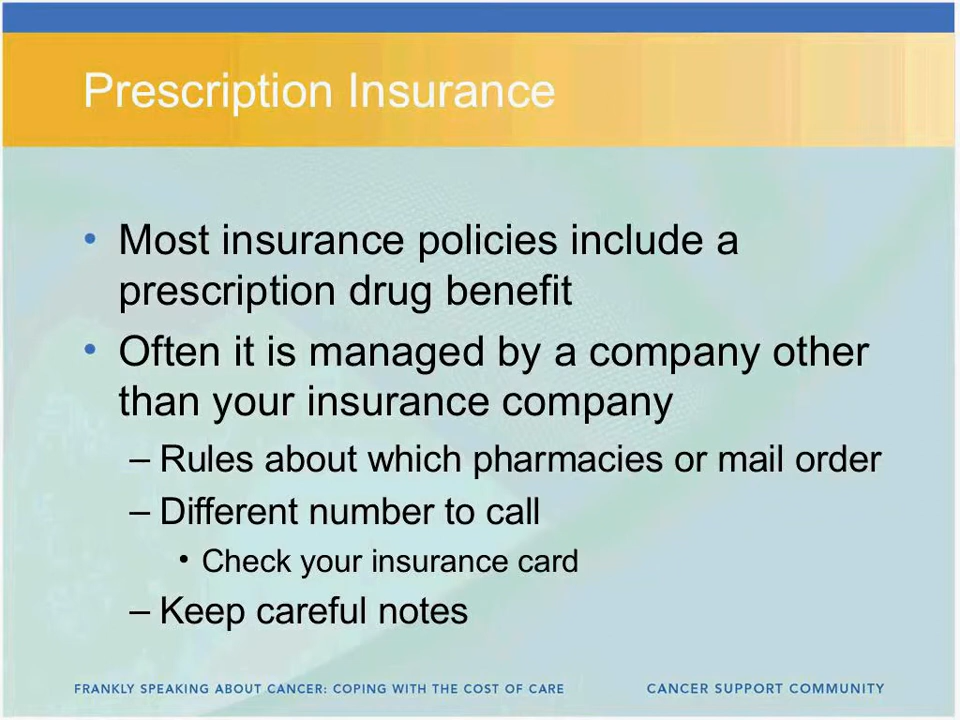 Prescription Insurance
• Most insurance policies include a
prescription drug benefit
• Often it is managed by a company other
than your insurance company
– Rules about which pharmacies or mail order
– Different number to call
• Check your insurance card
– Keep careful notes
FRANKLY SPEAKING ABOUT CANCER: COPING WITH THE COST OF CARE CANCER SUPPORT COMMUNITY